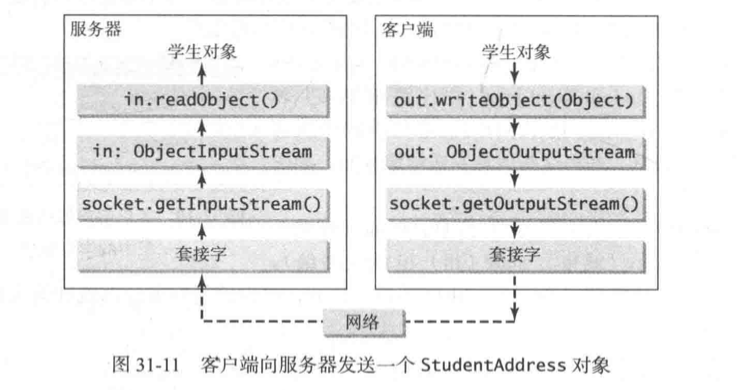 服务器
学生对象
in.readObject()
in: ObjectInputStream
socket.getInputStream()
套接字
客户端
学生对象
out.writeObject(Object)
out: ObjectOutputStream
socket.getOutputStream()
套接字
网络
图 31-11 客户端向服务器发送一个 StudentAddress 对象